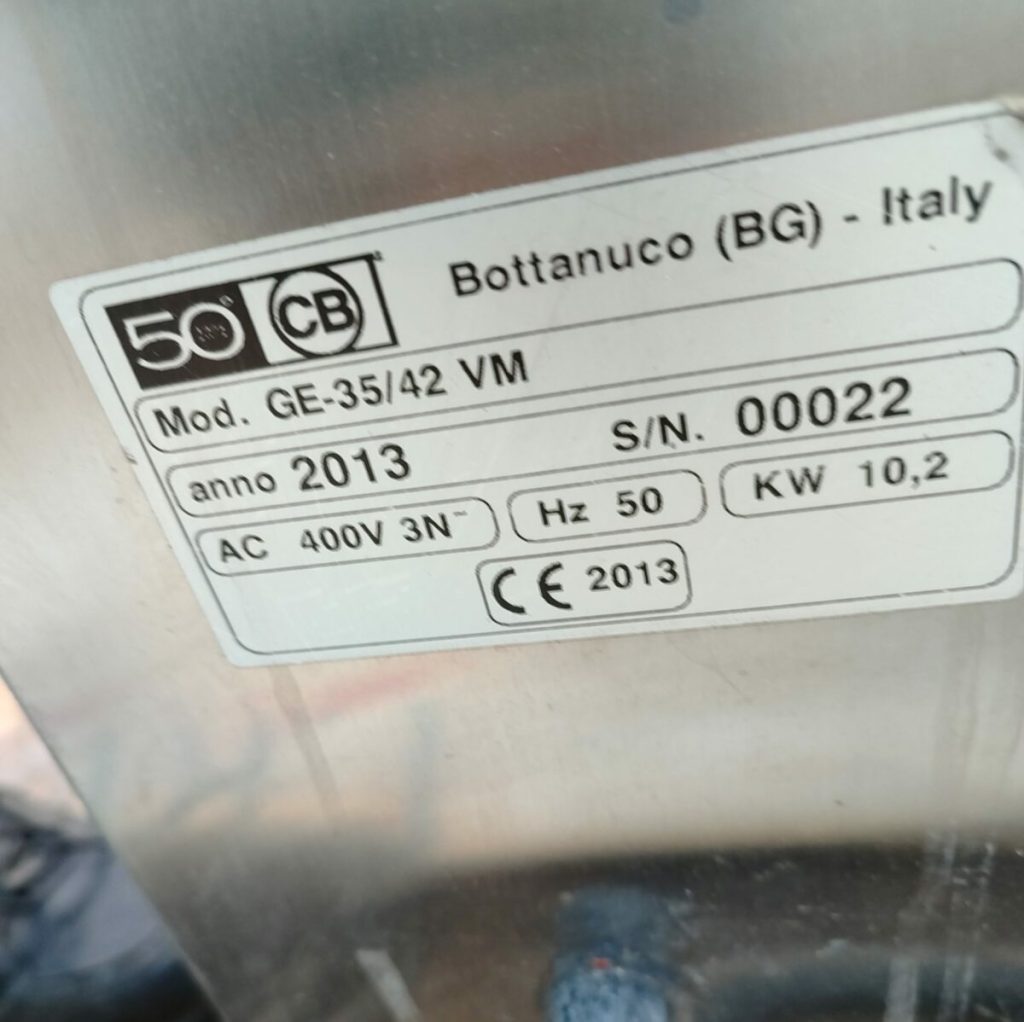 50° CB Bottanuco (BG) - Italy
Mod. GE-35/42 VM
anno 2013 S/N. 00022
AC 400V 3N~ Hz 50 KW 10,2
CE 2013